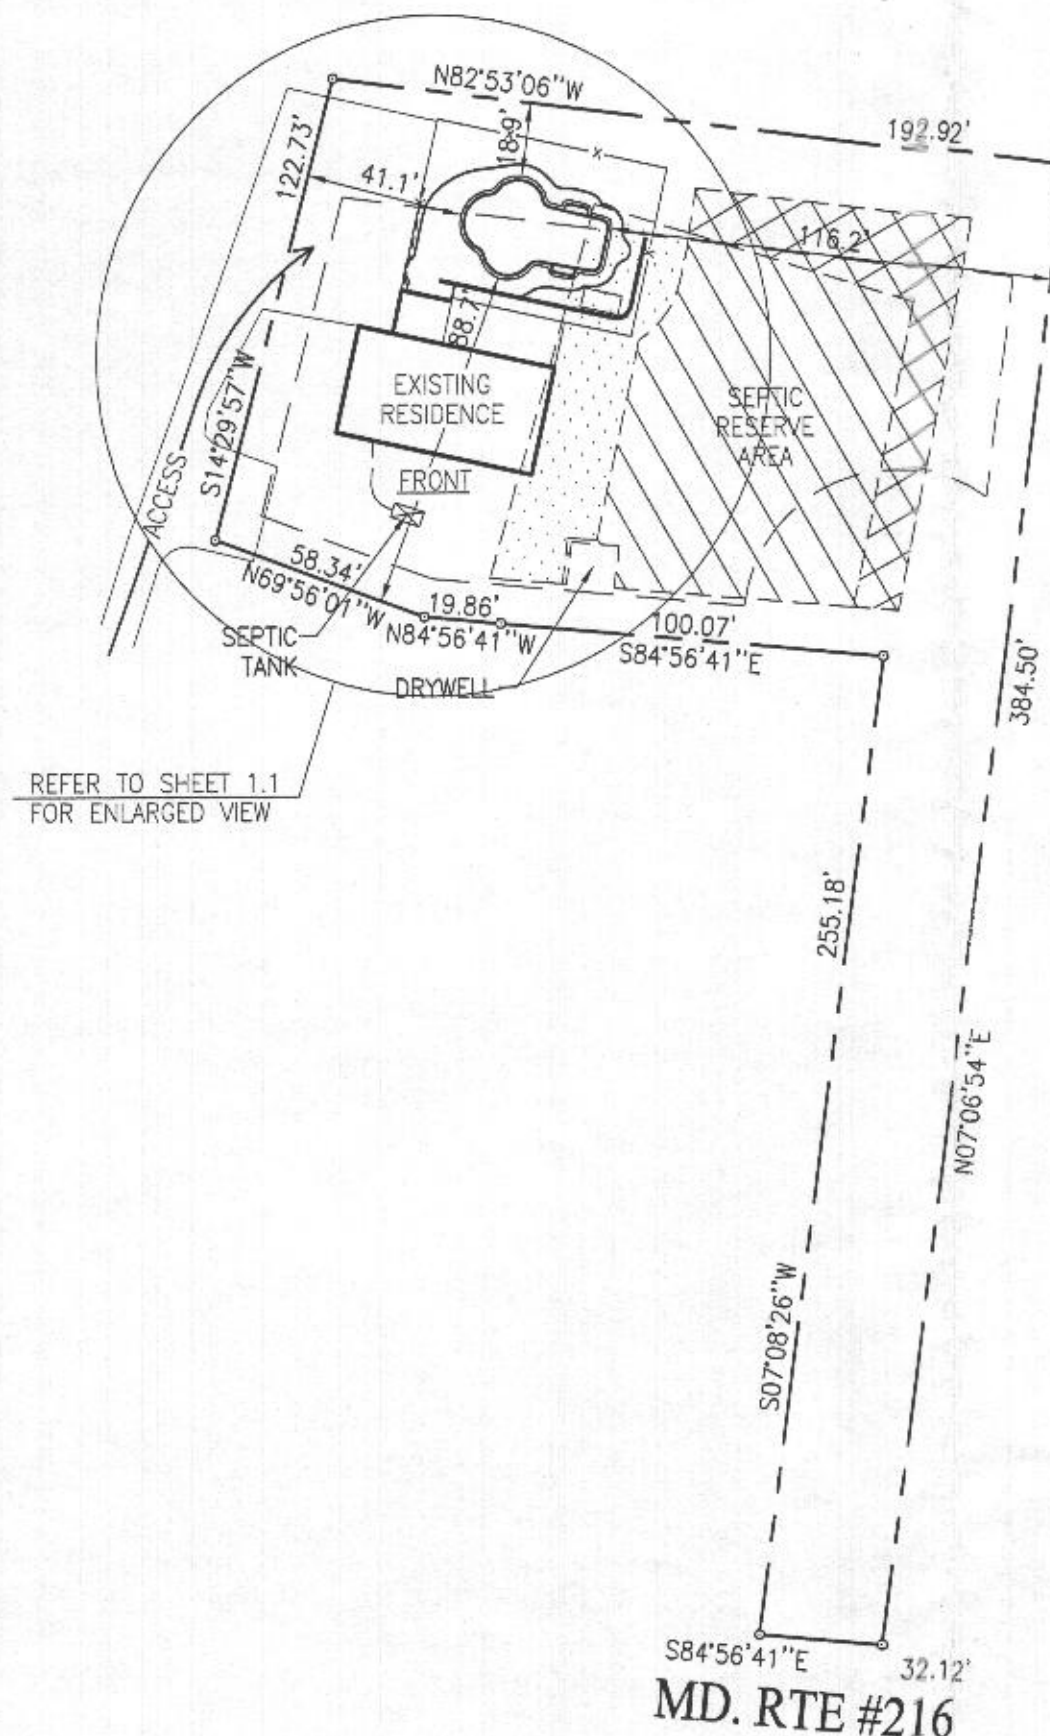 N82°53'06"W
192.92'
122.73'
18.9'
41.1'
116.2'
88.7'
EXISTING
RESIDENCE
SEPTIC
RESERVE
AREA
S14°29'57"W
ACCESS
FRONT
58.34'
N69°56'01"W
19.86'
N84°56'41"W
100.07'
S84°56'41"E
SEPTIC
TANK
DRYWELL
384.50'
REFER TO SHEET 1.1
FOR ENLARGED VIEW
255.18'
N07°06'54"E
S07°08'26"W
S84°56'41"E
32.12'
MD. RTE #216